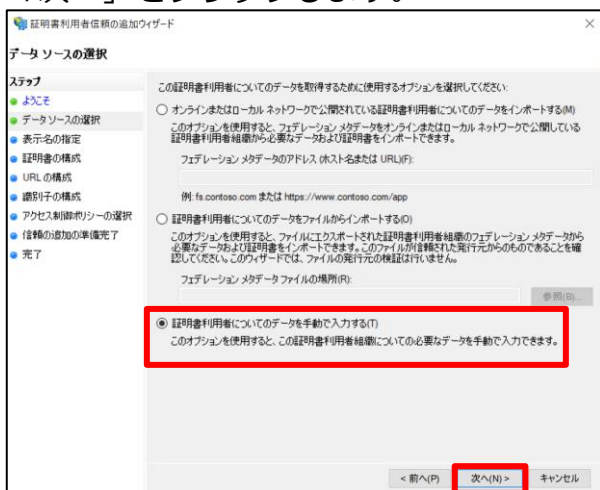 証明書利用者信頼の追加ウィザード
データ ソースの選択
ステップ
ようこそ
データ ソースの選択
表示名の指定
証明書の構成
URL の構成
識別子の構成
アクセス制御ポリシーの選択
信頼の追加の準備完了
完了
この証明書利用者についてのデータを取得するために使用するオプションを選択してください:
オンラインまたはローカル ネットワークで公開されている証明書利用者についてのデータをインポートする(M)
このオプションを使用すると、フェデレーション メタデータをオンラインまたはローカル ネットワークで公開している
証明書利用者組織から必要なデータおよび証明書をインポートできます。
フェデレーション メタデータのアドレス (ホスト名または URL)(F):
例: fs.contoso.com または https://www.contoso.com/app
証明書利用者についてのデータをファイルからインポートする(O)
このオプションを使用すると、ファイルにエクスポートされた証明書利用者組織のフェデレーション メタデータから
必要なデータおよび証明書をインポートできます。このファイルが信頼された発行元からのものであることを確
認してください。このウィザードでは、ファイルの発行元の検証は行いません。
フェデレーション メタデータ ファイルの場所(R):
参照(B)...
証明書利用者についてのデータを手動で入力する(T)
このオプションを使用すると、この証明書利用者組織についての必要なデータを手動で入力できます。
< 前へ(P)
次へ(N) >
キャンセル